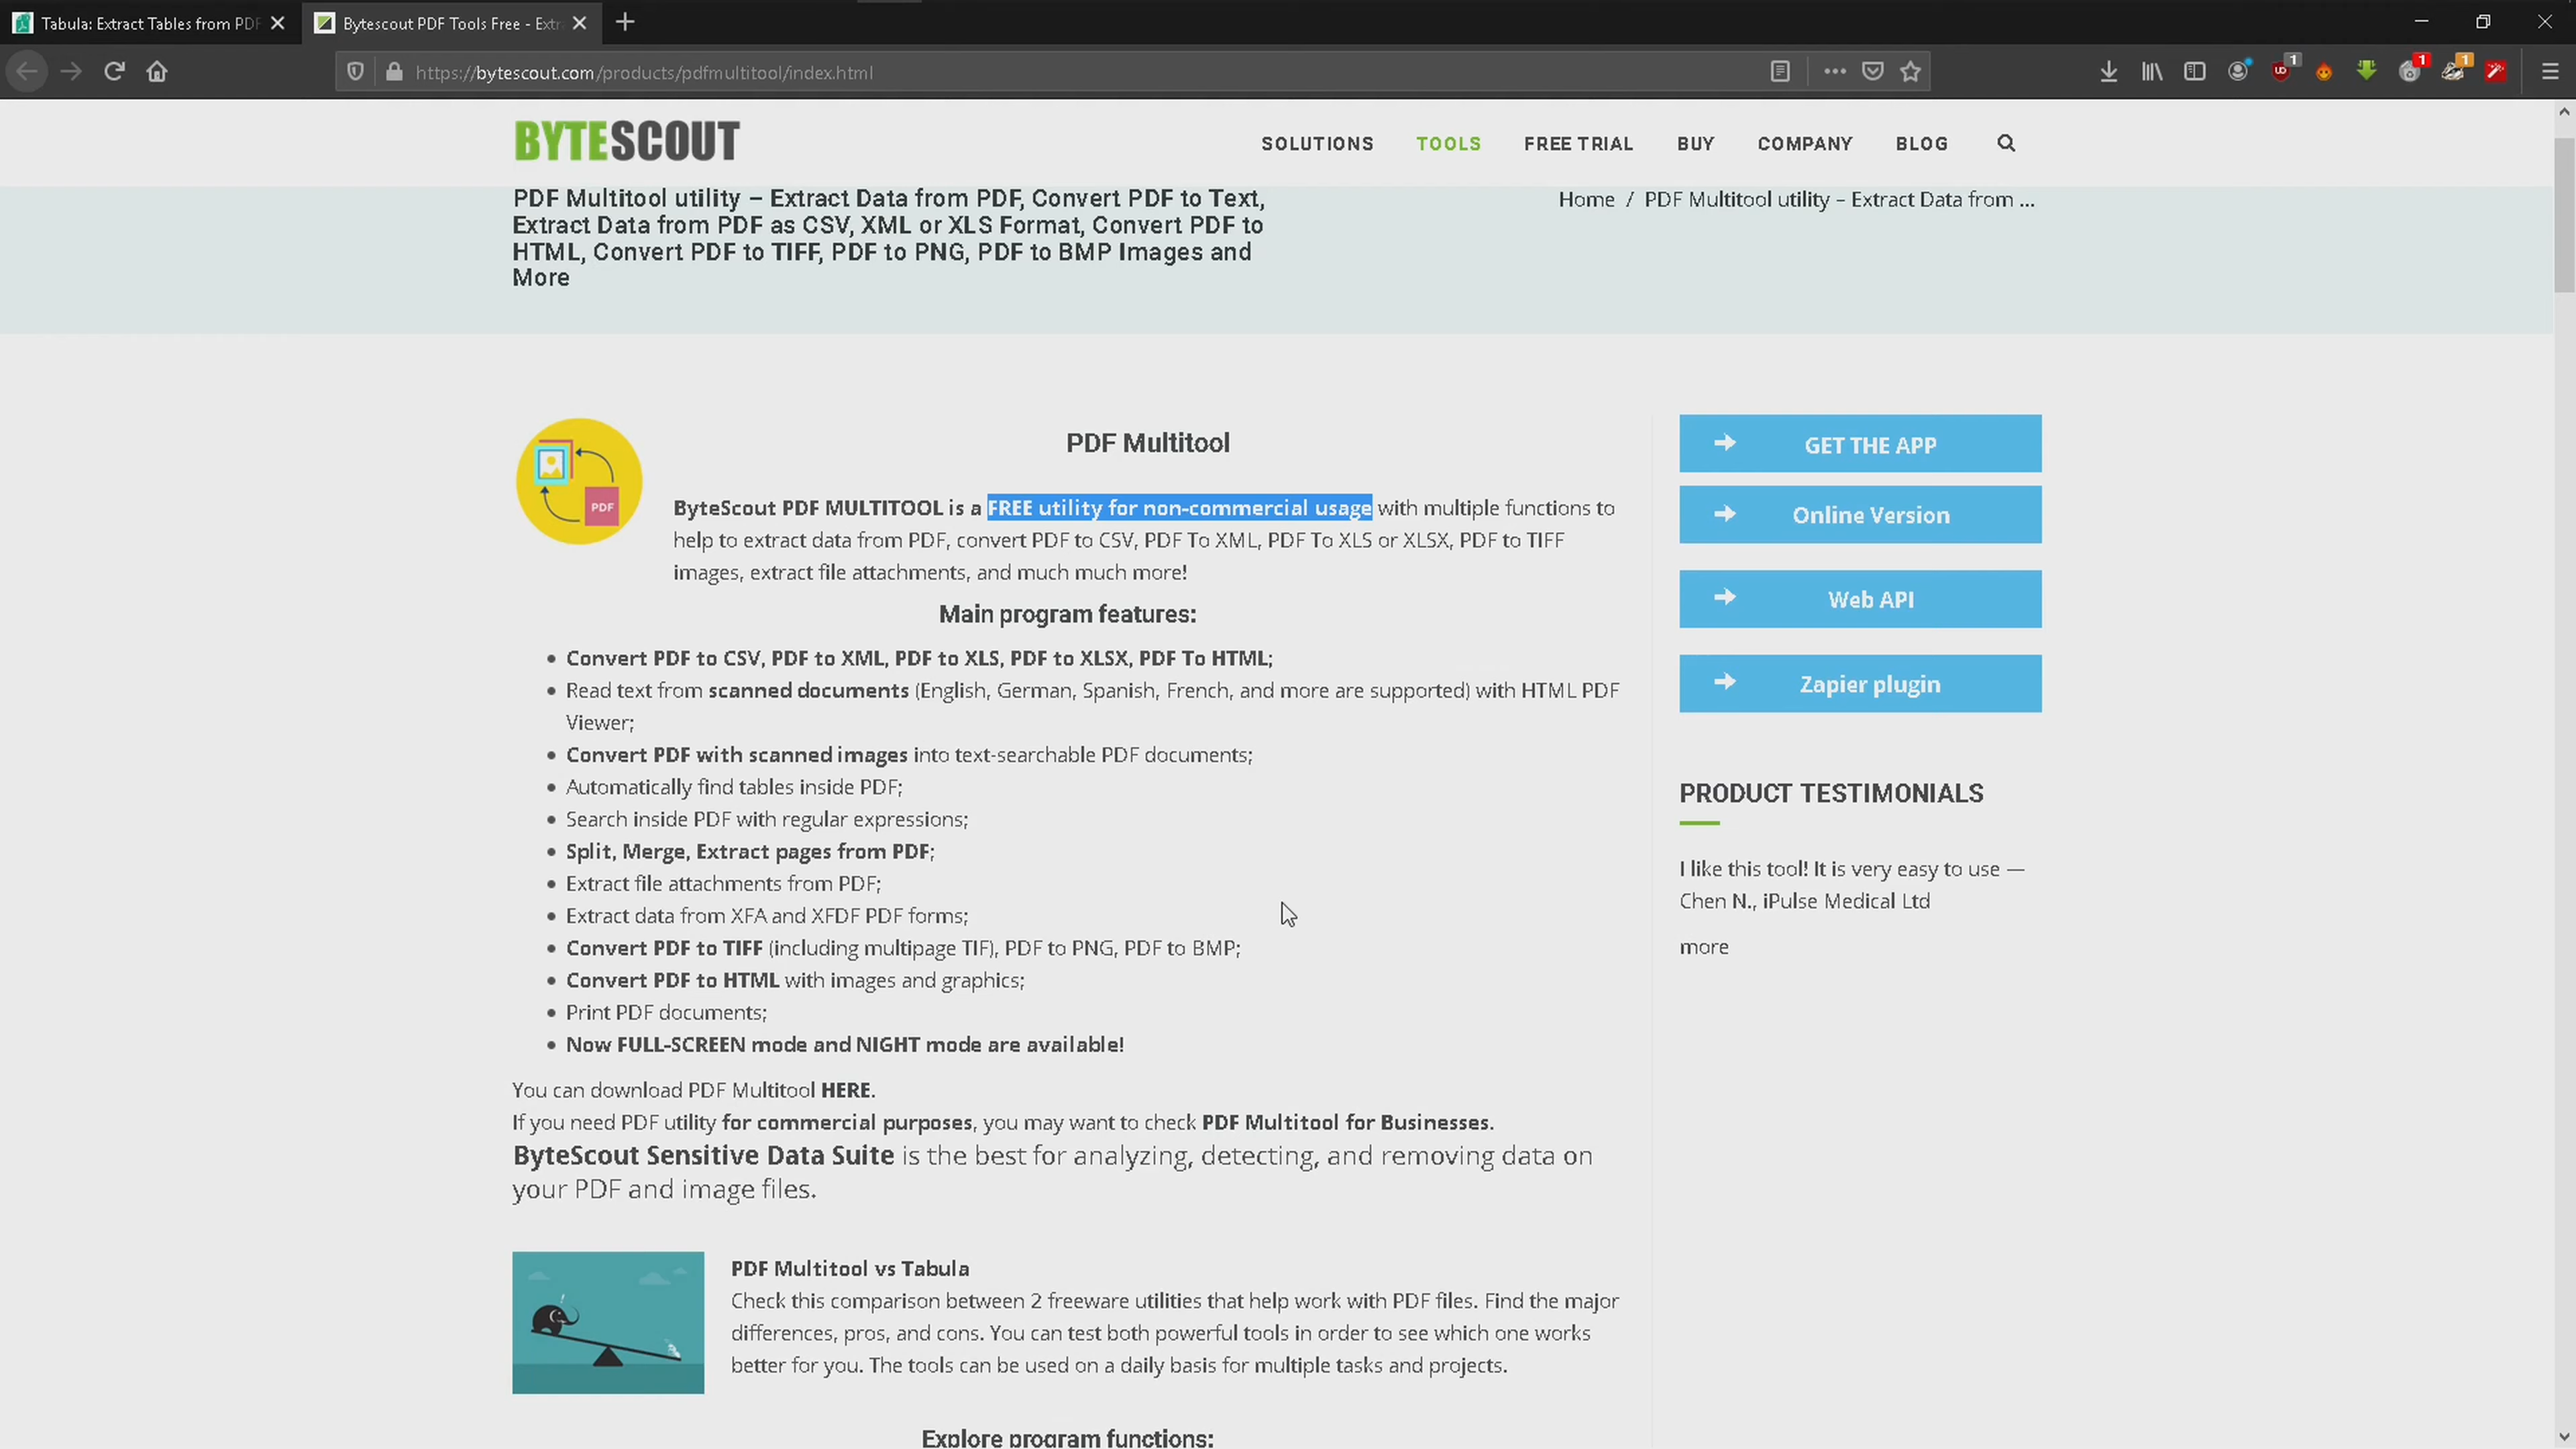 Tabula: Extract Tables from PDF
Bytescout PDF Tools Free - Extr
https://bytescout.com/products/pdfmultitool/index.html
1
1
1
BYTESCOUT
SOLUTIONS TOOLS FREE TRIAL BUY COMPANY BLOG
PDF Multitool utility – Extract Data from PDF, Convert PDF to Text,
Extract Data from PDF as CSV, XML or XLS Format, Convert PDF to
HTML, Convert PDF to TIFF, PDF to PNG, PDF to BMP Images and
More
Home / PDF Multitool utility – Extract Data from ...
PDF
PDF Multitool
ByteScout PDF MULTITOOL is a FREE utility for non-commercial usage with multiple functions to
help to extract data from PDF, convert PDF to CSV, PDF To XML, PDF To XLS or XLSX, PDF to TIFF
images, extract file attachments, and much much more!
Main program features:
• Convert PDF to CSV, PDF to XML, PDF to XLS, PDF to XLSX, PDF To HTML;
• Read text from scanned documents (English, German, Spanish, French, and more are supported) with HTML PDF
Viewer;
• Convert PDF with scanned images into text-searchable PDF documents;
• Automatically find tables inside PDF;
• Search inside PDF with regular expressions;
• Split, Merge, Extract pages from PDF;
• Extract file attachments from PDF;
• Extract data from XFA and XFDF PDF forms;
• Convert PDF to TIFF (including multipage TIF), PDF to PNG, PDF to BMP;
• Convert PDF to HTML with images and graphics;
• Print PDF documents;
• Now FULL-SCREEN mode and NIGHT mode are available!
You can download PDF Multitool HERE.
If you need PDF utility for commercial purposes, you may want to check PDF Multitool for Businesses.
ByteScout Sensitive Data Suite is the best for analyzing, detecting, and removing data on
your PDF and image files.
PDF Multitool vs Tabula
Check this comparison between 2 freeware utilities that help work with PDF files. Find the major
differences, pros, and cons. You can test both powerful tools in order to see which one works
better for you. The tools can be used on a daily basis for multiple tasks and projects.
Explore program functions:
GET THE APP
Online Version
Web API
Zapier plugin
PRODUCT TESTIMONIALS
I like this tool! It is very easy to use —
Chen N., iPulse Medical Ltd
more